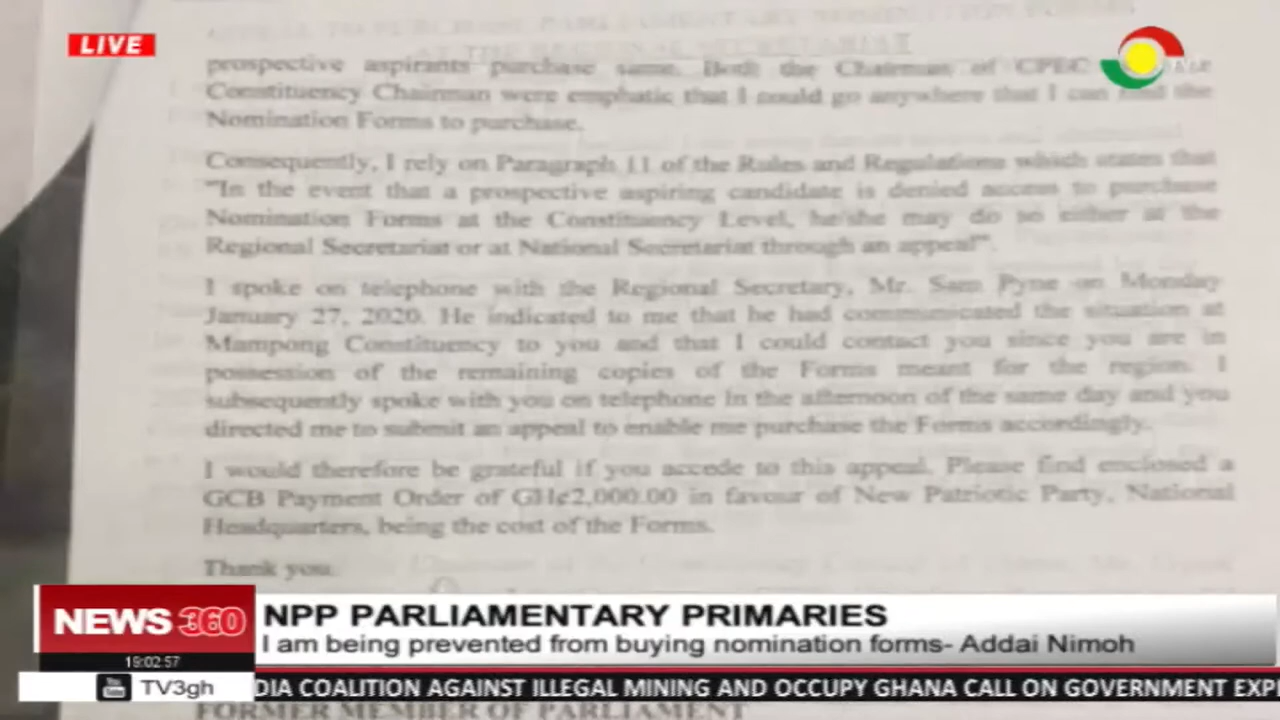 LIVE
prospective aspirants purchase same. Both the Chairman of CPEC
Constituency Chairman were emphatic that I could go anywhere that I can find the
Nomination Forms to purchase.
Consequently, I rely on Paragraph 11 of the Rules and Regulations which states that
"In the event that a prospective aspiring candidate is denied access to purchase
Nomination Forms at the Constituency Level, he/she may do so either at the
Regional Secretariat or at National Secretariat through an appeal".
I spoke on telephone with the Regional Secretary, Mr. Sam Pyne on Monday
January 27, 2020. He indicated to me that he had communicated the situation at
Mampong Constituency to you and that I could contact you since you are in
possession of the remaining copies of the Forms meant for the region. I
subsequently spoke with you on telephone in the afternoon of the same day and you
directed me to submit an appeal to enable me purchase the Forms accordingly.
I would therefore be grateful if you accede to this appeal. Please find enclosed a
GCB Payment Order of GH¢2,000.00 in favour of New Patriotic Party, National
Headquarters, being the cost of the Forms.
Thank you.
NEWS 360
NPP PARLIAMENTARY PRIMARIES
I am being prevented from buying nomination forms- Addai Nimoh
19:02:57
TV3gh
DIA COALITION AGAINST ILLEGAL MINING AND OCCUPY GHANA CALL ON GOVERNMENT EXP
FORMER MEMBER OF PARLIAMENT